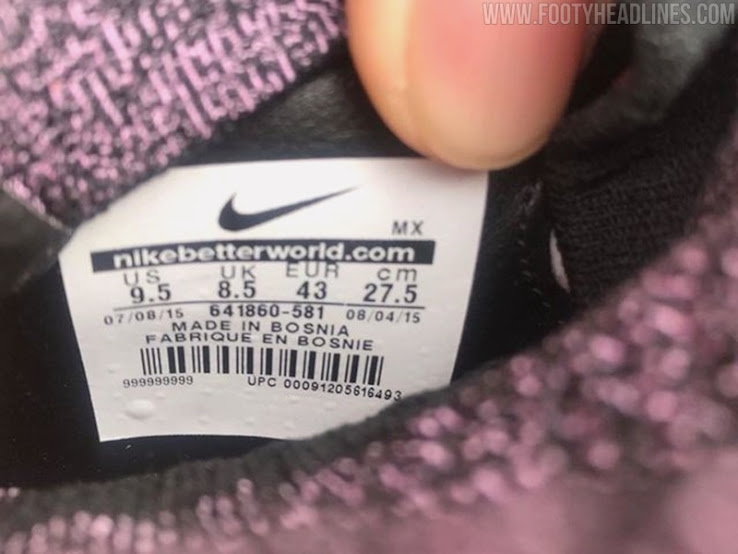 WWW.FOOTYHEADLINES.COM
MX
nikebetterworld.com
US UK EUR cm
9.5 8.5 43 27.5
07/08/15 641860-581 08/04/15
MADE IN BOSNIA
FABRIQUE EN BOSNIE
999999999 UPC 00091205616493